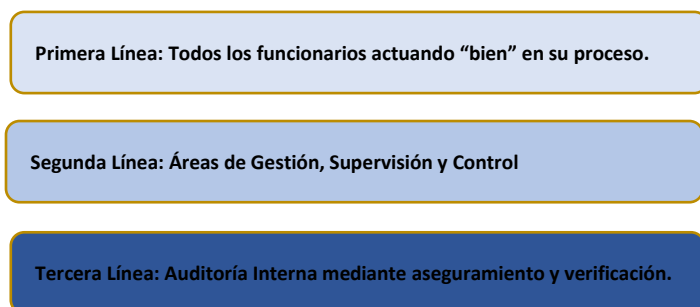 Primera Línea: Todos los funcionarios actuando “bien” en su proceso.
Segunda Línea: Áreas de Gestión, Supervisión y Control
Tercera Línea: Auditoría Interna mediante aseguramiento y verificación.